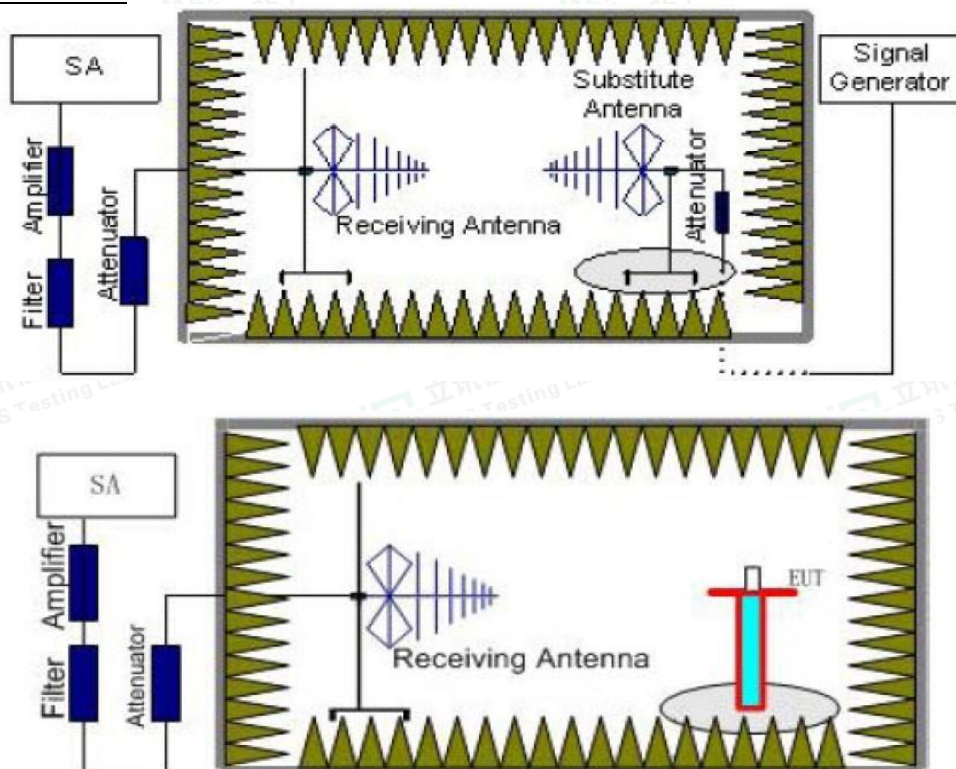 SA
Signal
Generator
Substitute
Antenna
Amplifier
Attenuator
Receiving Antenna
Attenuator
Filter
SA
Amplifier
EUT
Receiving Antenna
Filter
Attenuator